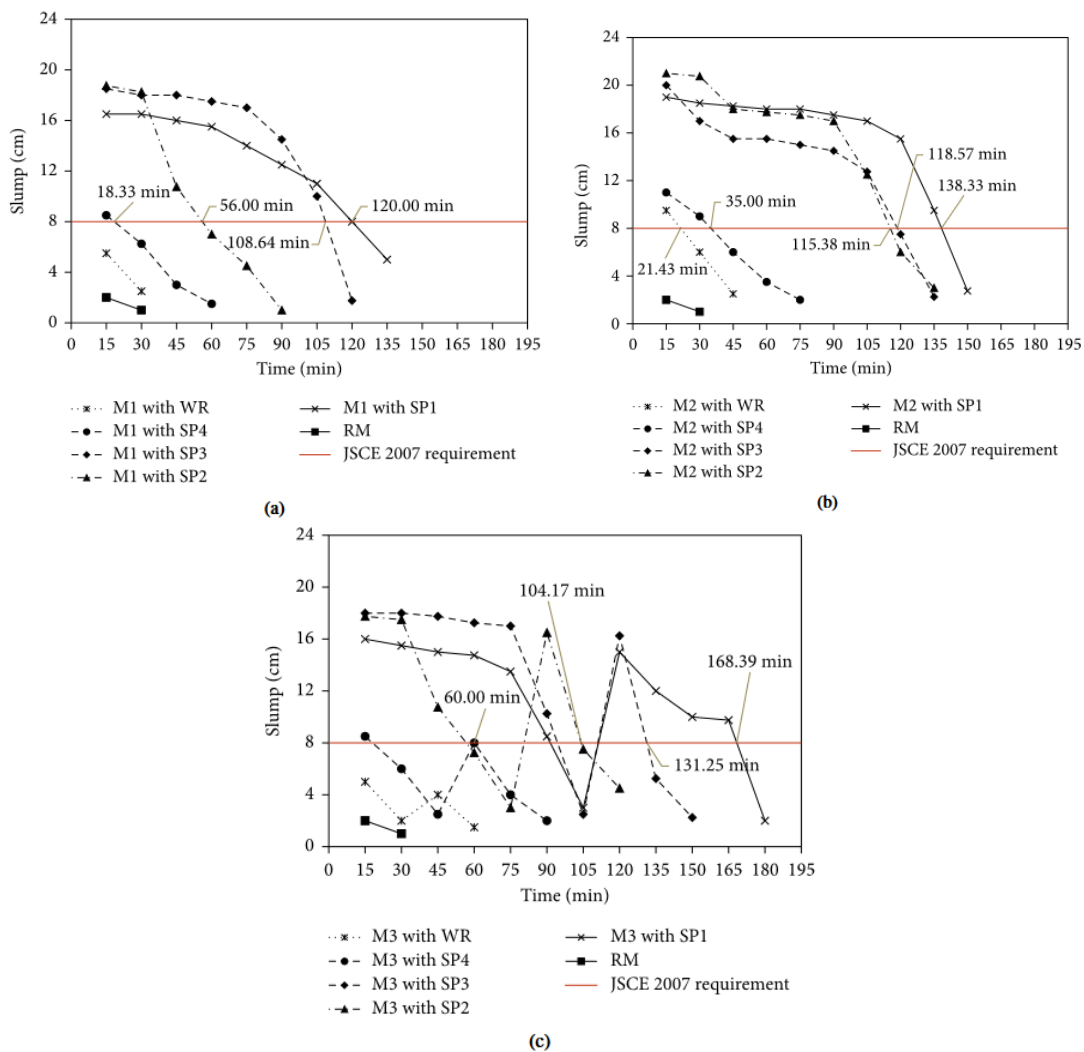 24
20
16
12
8
4
0
Slump (cm)
18.33 min
56.00 min
108.64 min
120.00 min
0 15 30 45 60 75 90 105 120 135 150 165 180 195
Time (min)
M1 with WR
M1 with SP4
M1 with SP3
M1 with SP2
M1 with SP1
RM
JSCE 2007 requirement
(a)
24
20
16
12
8
4
0
Slump (cm)
118.57 min
35.00 min
138.33 min
115.38 min
21.43 min
0 15 30 45 60 75 90 105 120 135 150 165 180 195
Time (min)
M2 with WR
M2 with SP4
M2 with SP3
M2 with SP2
M2 with SP1
RM
JSCE 2007 requirement
(b)
24
20
16
12
8
4
0
Slump (cm)
104.17 min
168.39 min
60.00 min
131.25 min
0 15 30 45 60 75 90 105 120 135 150 165 180 195
Time (min)
M3 with WR
M3 with SP4
M3 with SP3
M3 with SP2
M3 with SP1
RM
JSCE 2007 requirement
(c)